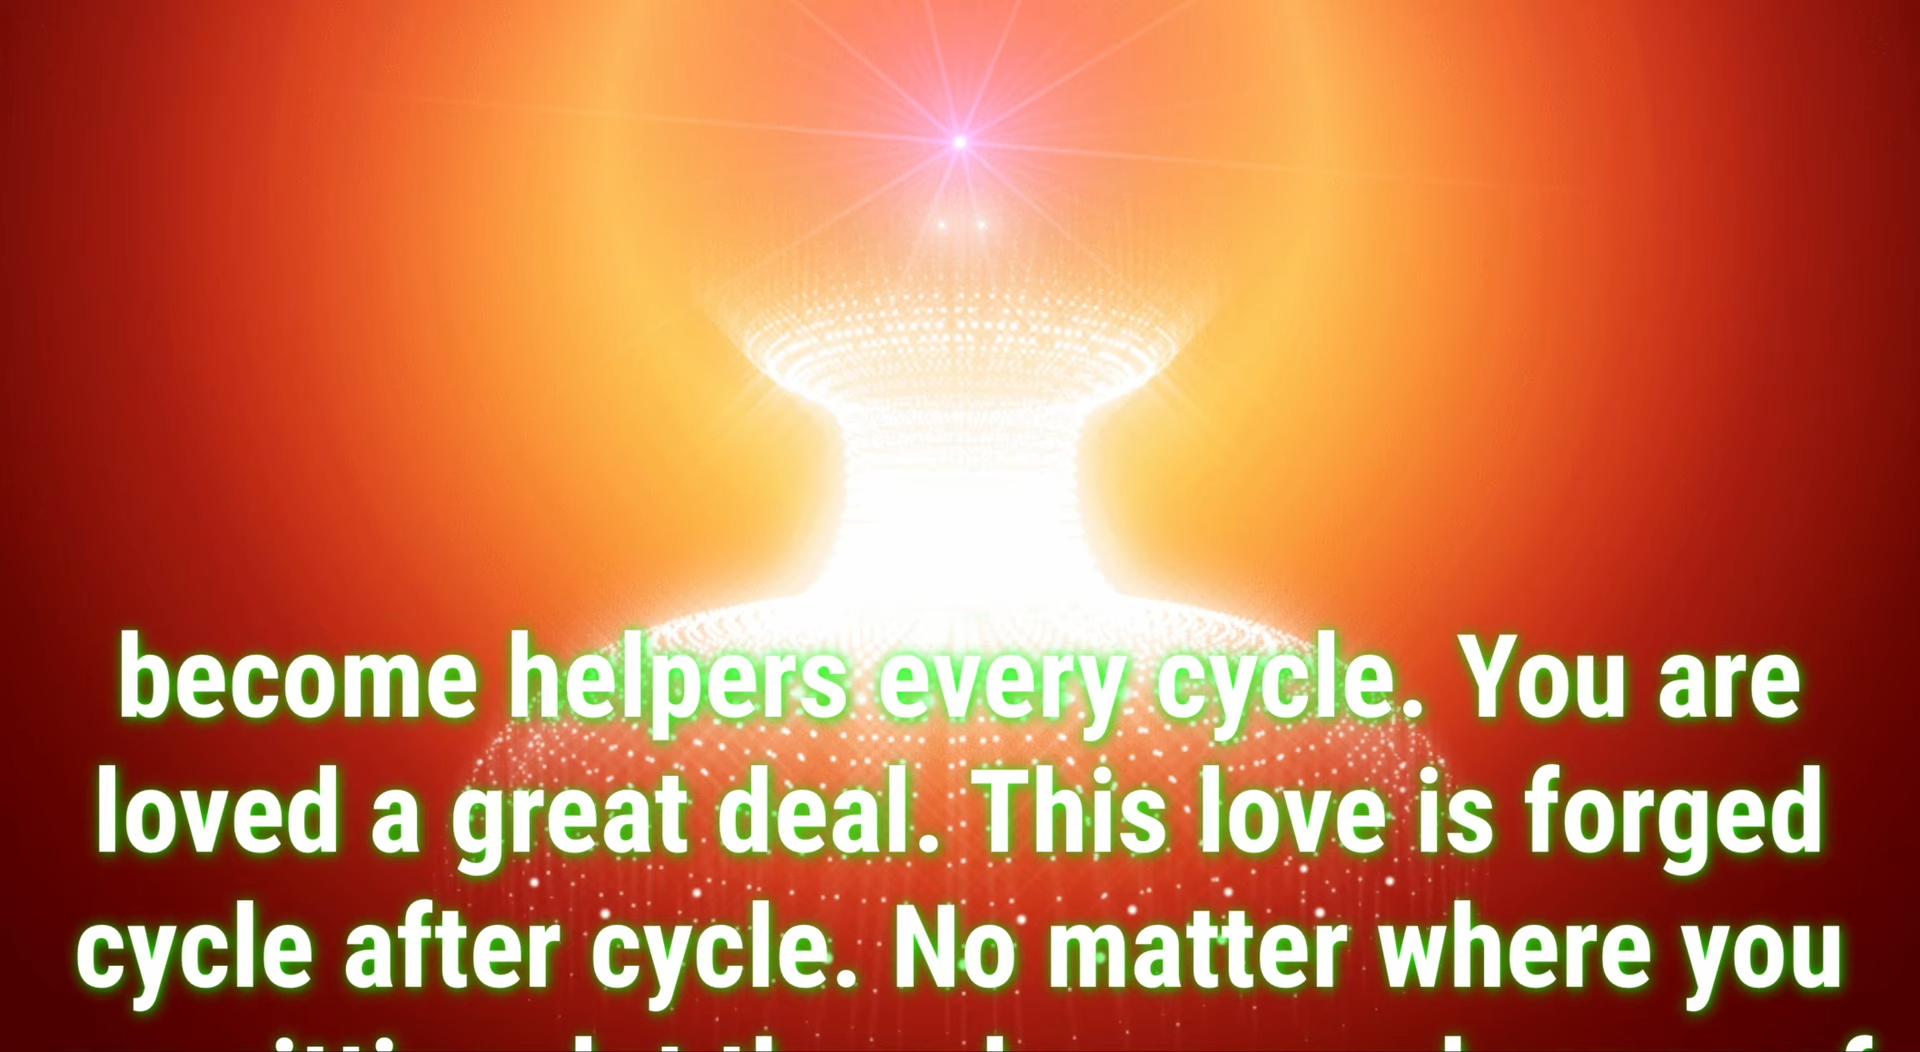 become helpers every cycle. You are
loved a great deal. This love is forged
cycle after cycle. No matter where you